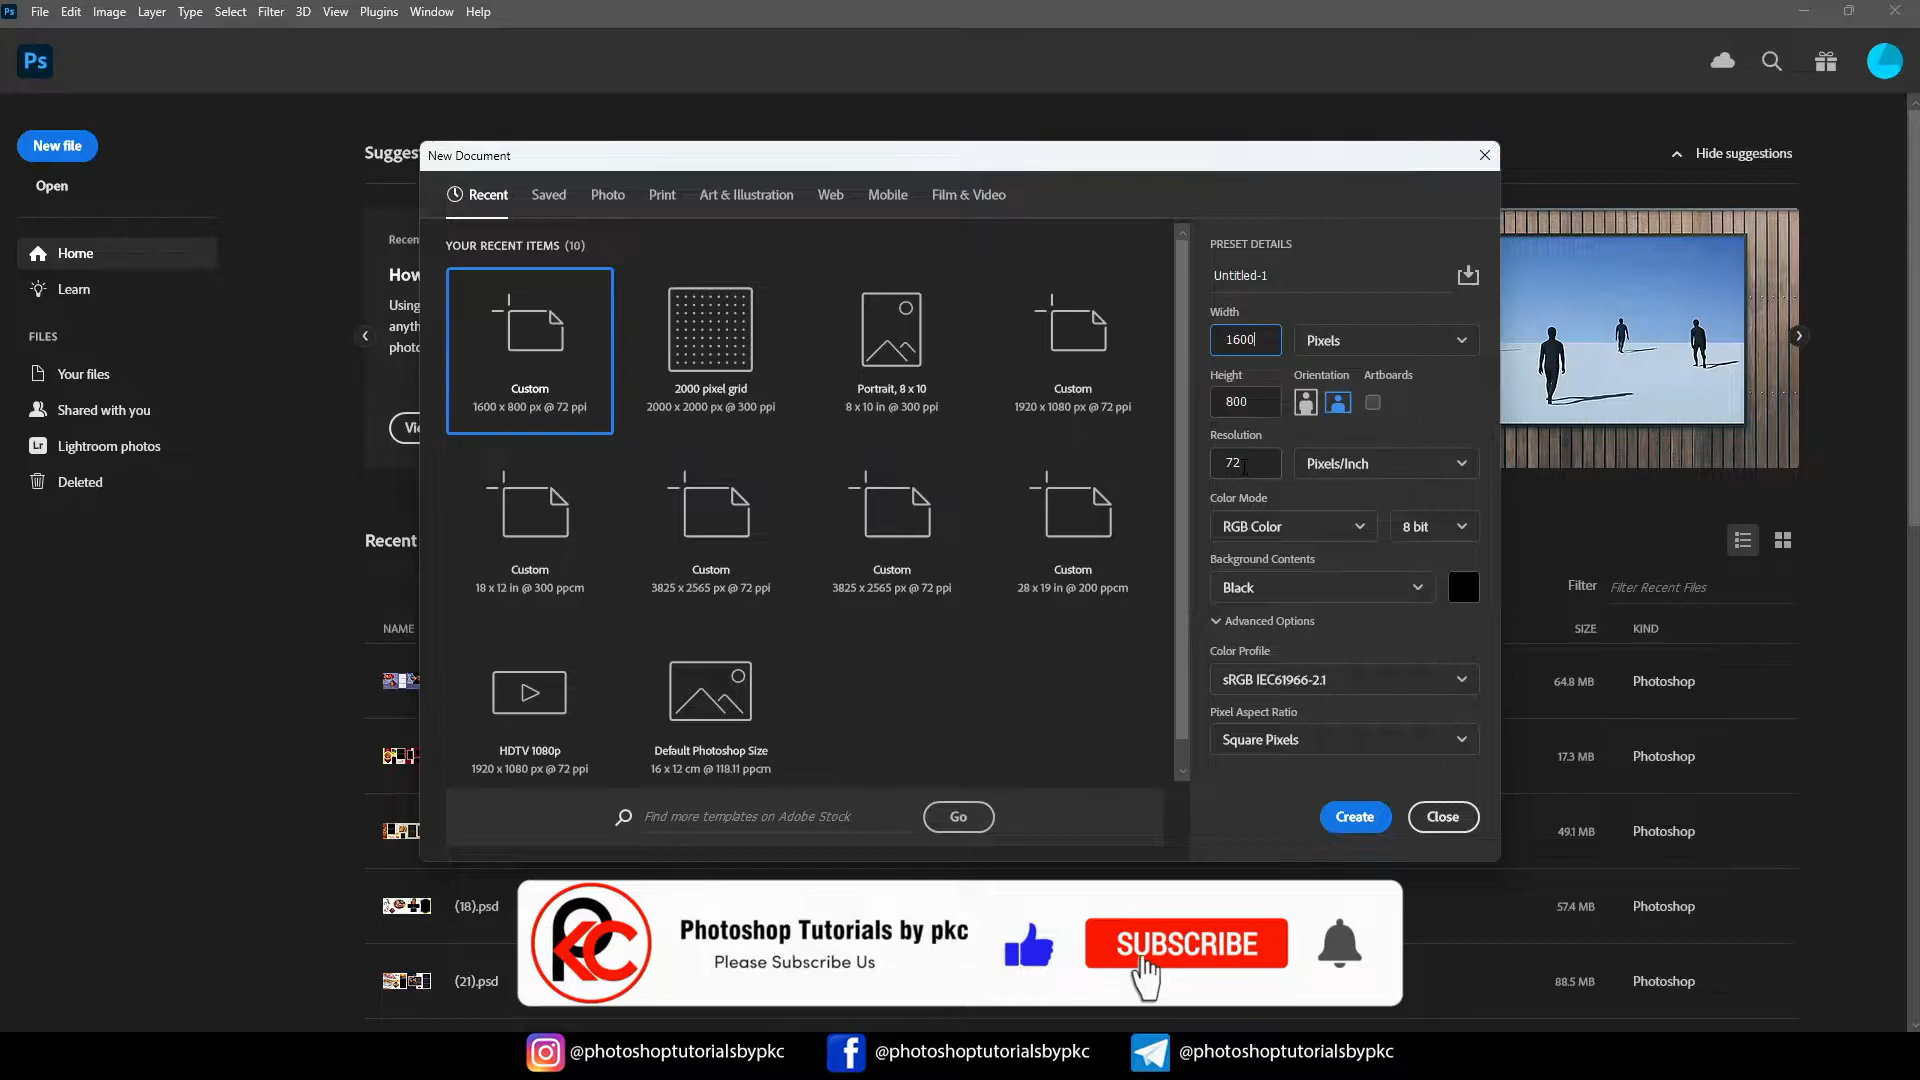 Ps File Edit Image Layer Type Select Filter 3D View Plugins Window Help
Ps
New file
Open
Home
Learn
FILES
Your files
Shared with you
Lr Lightroom photos
Deleted
Hide suggestions
New Document
Recent Saved Photo Print Art & Illustration Web Mobile Film & Video
YOUR RECENT ITEMS (10)
Custom
1600 x 800 px @ 72 ppi
2000 pixel grid
2000 x 2000 px @ 300 ppi
Portrait, 8 x 10
8 x 10 in @ 300 ppi
Custom
1920 x 1080 px @ 72 ppi
Custom
18 x 12 in @ 300 ppcm
Custom
3825 x 2565 px @ 72 ppi
Custom
3825 x 2565 px @ 72 ppi
Custom
28 x 19 in @ 200 ppcm
HDTV 1080p
1920 x 1080 px @ 72 ppi
Default Photoshop Size
16 x 12 cm @ 118.11 ppcm
Find more templates on Adobe Stock
Go
PRESET DETAILS
Untitled-1
Width
1600 Pixels
Height Orientation Artboards
800
Resolution
72 Pixels/Inch
Color Mode
RGB Color 8 bit
Background Contents
Black
Advanced Options
Color Profile
sRGB IEC61966-2.1
Pixel Aspect Ratio
Square Pixels
Create Close
Sugges
Recen
How
Using
anyth
photo
Vi
Recent
Filter Filter Recent Files
NAME SIZE KIND
64.8 MB Photoshop
17.3 MB Photoshop
49.1 MB Photoshop
(18).psd 57.4 MB Photoshop
(21).psd 88.5 MB Photoshop
PKC
Photoshop Tutorials by pkc
Please Subscribe Us
SUBSCRIBE
@photoshoptutorialsbypkc @photoshoptutorialsbypkc @photoshoptutorialsbypkc